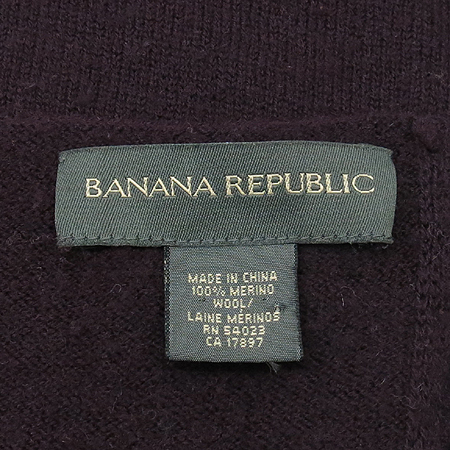 BANANA REPUBLIC
MADE IN CHINA
100% MERINO
WOOL/
LAINE MERINOS
RN 54023
CA 17897